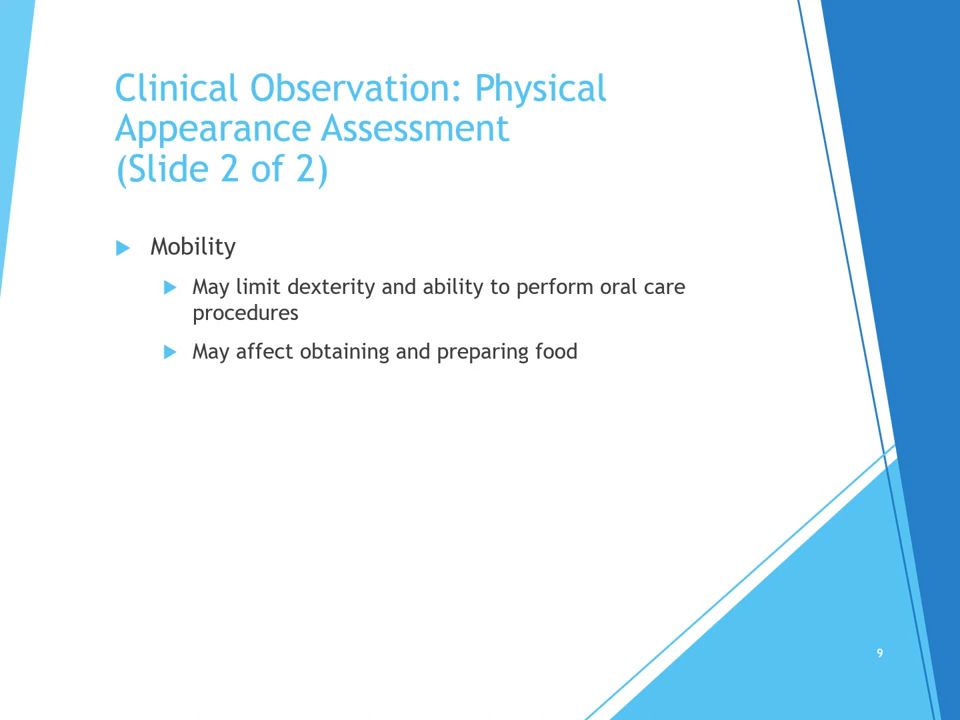 Clinical Observation: Physical
Appearance Assessment
(Slide 2 of 2)
Mobility
May limit dexterity and ability to perform oral care
procedures
May affect obtaining and preparing food
9